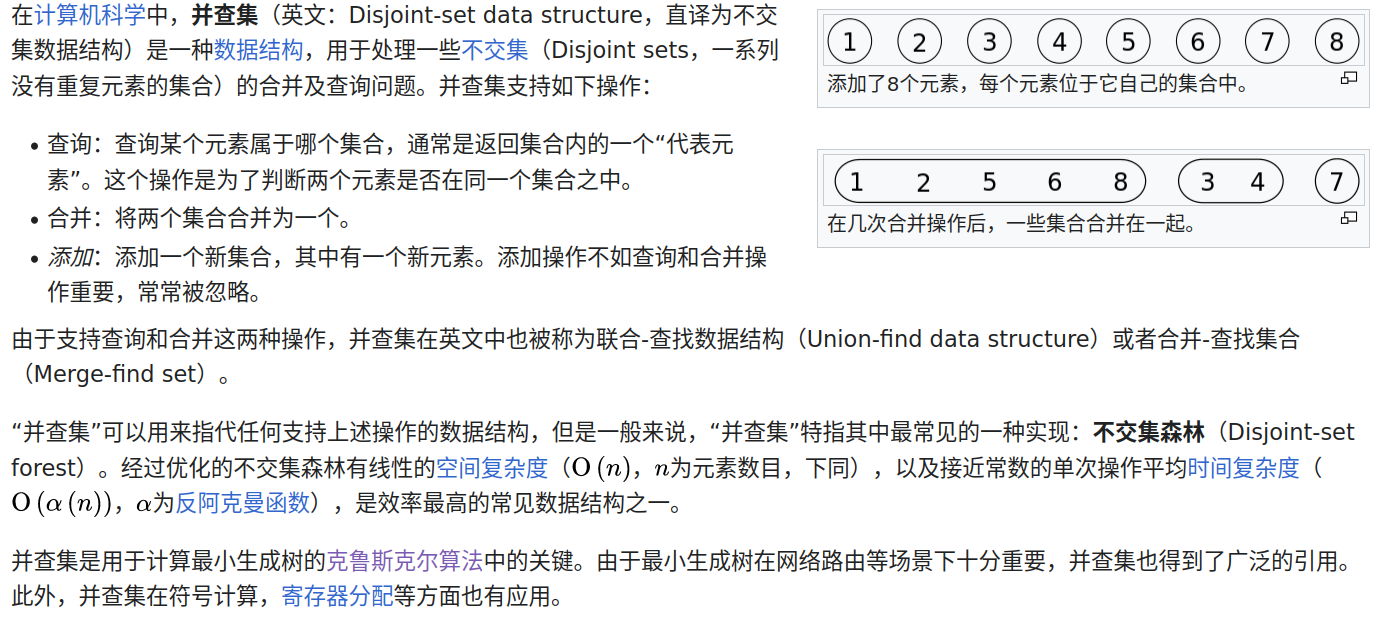 在计算机科学中，并查集（英文：Disjoint-set data structure，直译为不交
集数据结构）是一种数据结构，用于处理一些不交集（Disjoint sets，一系列
没有重复元素的集合）的合并及查询问题。并查集支持如下操作：
• 查询：查询某个元素属于哪个集合，通常是返回集合内的一个“代表元
素”。这个操作是为了判断两个元素是否在同一个集合之中。
• 合并：将两个集合合并为一个。
• 添加：添加一个新集合，其中有一个新元素。添加操作不如查询和合并操
作重要，常常被忽略。
1 2 3 4 5 6 7 8
添加了8个元素，每个元素位于它自己的集合中。
1 2 5 6 8 3 4 7
在几次合并操作后，一些集合合并在一起。
由于支持查询和合并这两种操作，并查集在英文中也被称为联合-查找数据结构（Union-find data structure）或者合并-查找集合
（Merge-find set）。
“并查集”可以用来指代任何支持上述操作的数据结构，但是一般来说，“并查集”特指其中最常见的一种实现：不交集森林（Disjoint-set
forest）。经过优化的不交集森林有线性的空间复杂度（O (n)，n为元素数目，下同），以及接近常数的单次操作平均时间复杂度（
O (α (n))，α为反阿克曼函数），是效率最高的常见数据结构之一。
并查集是用于计算最小生成树的克鲁斯克尔算法中的关键。由于最小生成树在网络路由等场景下十分重要，并查集也得到了广泛的引用。
此外，并查集在符号计算，寄存器分配等方面也有应用。